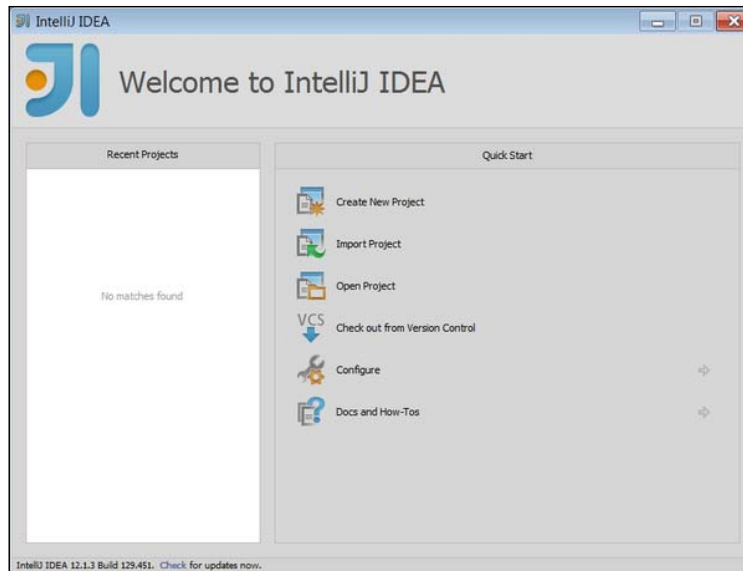 IntelliJ IDEA
Welcome to IntelliJ IDEA
Recent Projects
Quick Start
No matches found
Create New Project
Import Project
Open Project
VCS
Check out from Version Control
Configure
Docs and How-Tos
IntelliJ IDEA 12.1.3 Build 129.451. Check for updates now.